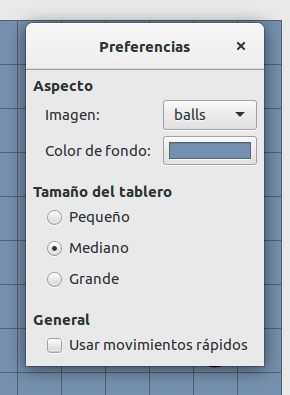 Preferencias
Aspecto
Imagen: balls
Color de fondo:
Tamaño del tablero
Pequeño
Mediano
Grande
General
Usar movimientos rápidos